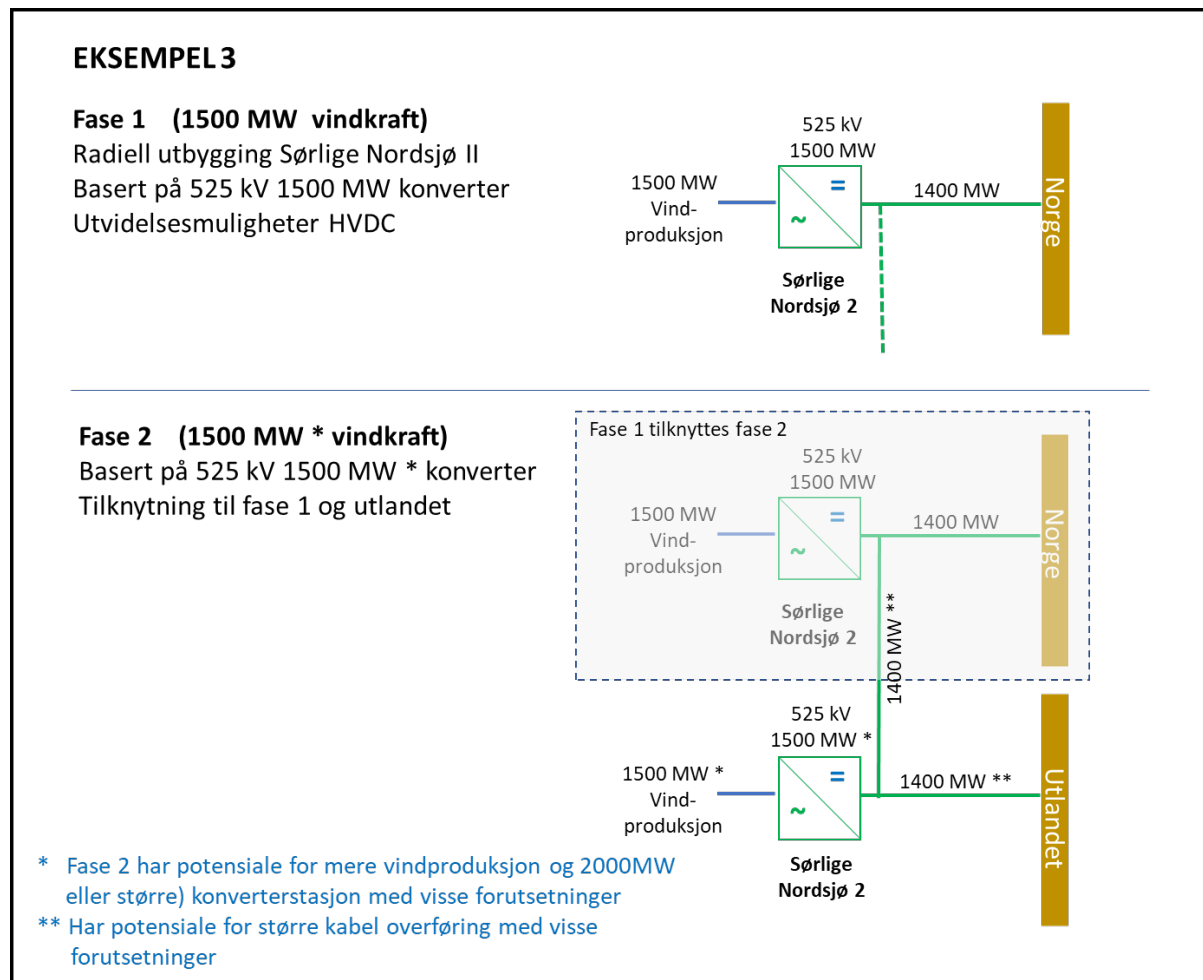 EKSEMPEL 3
Fase 1 (1500 MW vindkraft)
Radiell utbygging Sørlige Nordsjø II
Basert på 525 kV 1500 MW konverter
Utvidelsesmuligheter HVDC
525 kV
1500 MW
1500 MW
Vind-
produksjon
=
~
1400 MW
Norge
Sørlige
Nordsjø 2
Fase 2 (1500 MW * vindkraft)
Basert på 525 kV 1500 MW * konverter
Tilknytning til fase 1 og utlandet
Fase 1 tilknyttes fase 2
525 kV
1500 MW
1500 MW
Vind-
produksjon
=
~
1400 MW
Norge
Sørlige
Nordsjø 2
1400 MW **
525 kV
1500 MW *
1500 MW *
Vind-
produksjon
=
~
1400 MW **
Utlandet
Sørlige
Nordsjø 2
* Fase 2 har potensiale for mere vindproduksjon og 2000MW
eller større) konverterstasjon med visse forutsetninger
** Har potensiale for større kabel overføring med visse
forutsetninger